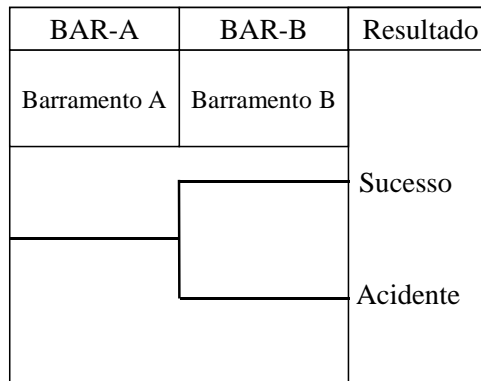 BAR-A BAR-B Resultado
Barramento A Barramento B
Sucesso
Acidente